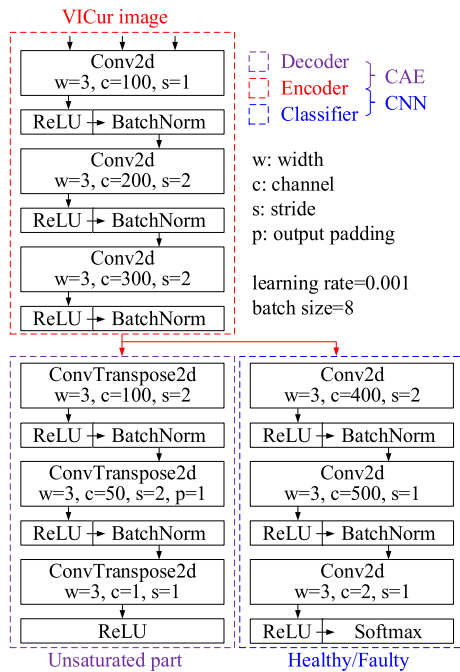 VICur image
Conv2d
w=3, c=100, s=1
ReLU BatchNorm
Conv2d
w=3, c=200, s=2
ReLU BatchNorm
Conv2d
w=3, c=300, s=2
ReLU BatchNorm
Decoder
Encoder
Classifier
CAE
CNN
w: width
c: channel
s: stride
p: output padding
learning rate=0.001
batch size=8
ConvTranspose2d
w=3, c=100, s=2
ReLU BatchNorm
ConvTranspose2d
w=3, c=50, s=2, p=1
ReLU BatchNorm
ConvTranspose2d
w=3, c=1, s=1
ReLU
Unsaturated part
Conv2d
w=3, c=400, s=2
ReLU BatchNorm
Conv2d
w=3, c=500, s=1
ReLU BatchNorm
Conv2d
w=3, c=2, s=1
ReLU Softmax
Healthy/Faulty